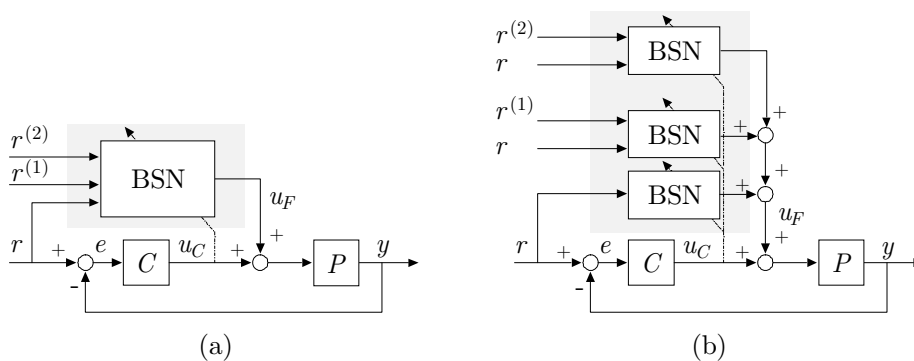 r^{(2)}
r^{(1)}
BSN
u_F
r
+
e
C
u_C
+
+
P
y
-
(a)
r^{(2)}
BSN
r
+
r^{(1)}
BSN
+
r
+
BSN
+
u_F
r
+
e
C
u_C
+
+
P
y
-
(b)